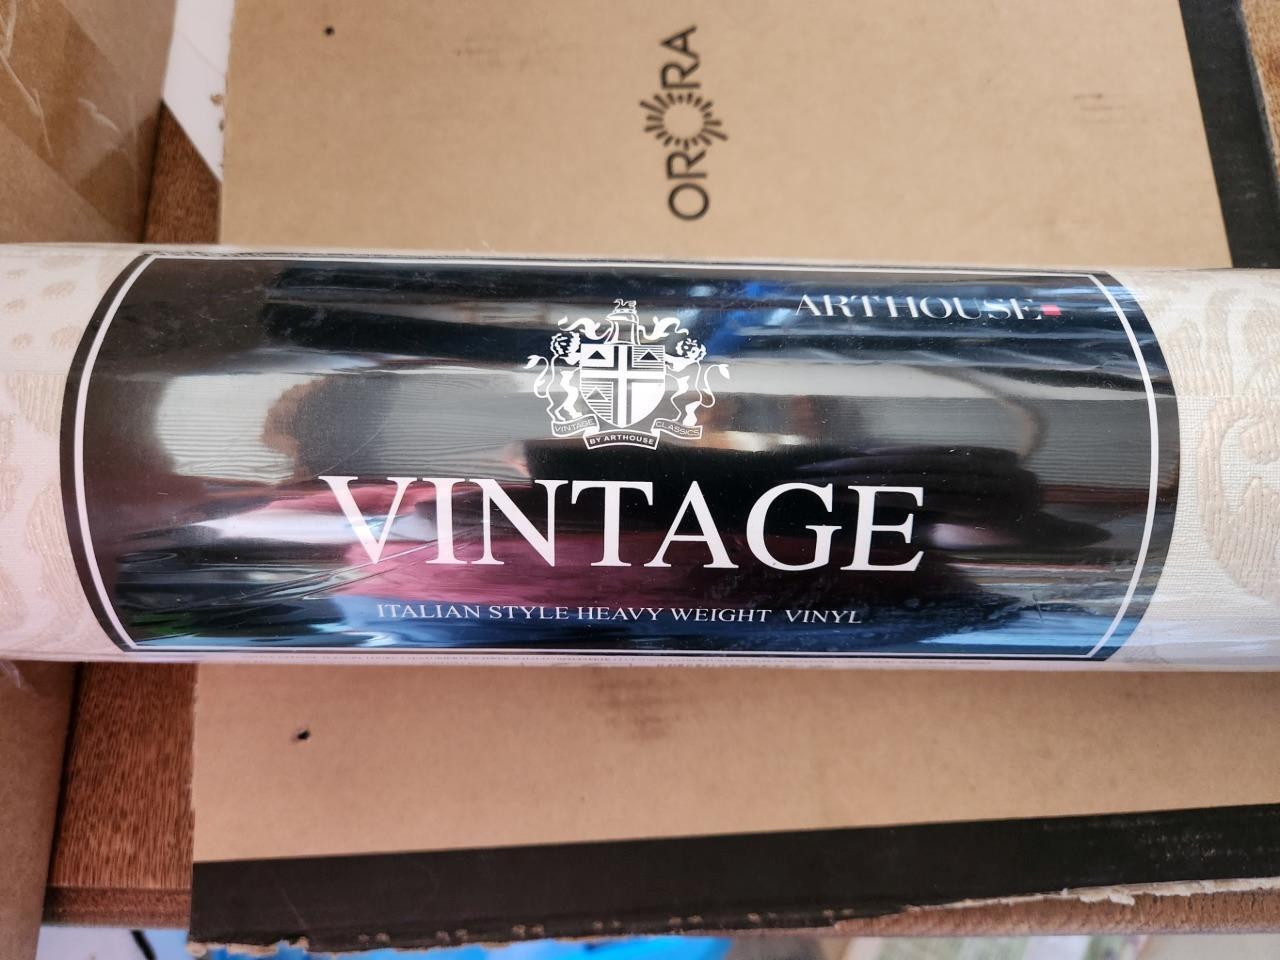 ORORA
ARTHOUSE
VINTAGE CLASSICS
BY ARTHOUSE
VINTAGE
ITALIAN STYLE HEAVY WEIGHT VINYL